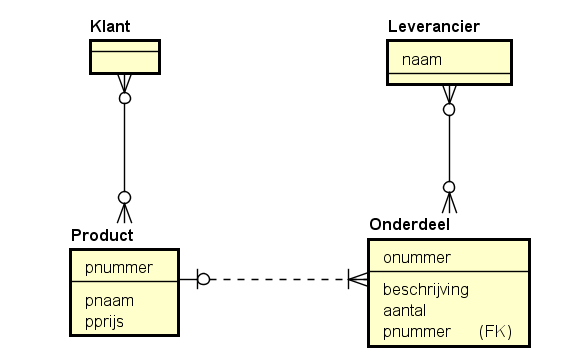 Klant
Leverancier
naam
Product
pnummer
pnaam
pprijs
Onderdeel
onummer
beschrijving
aantal
pnummer (FK)